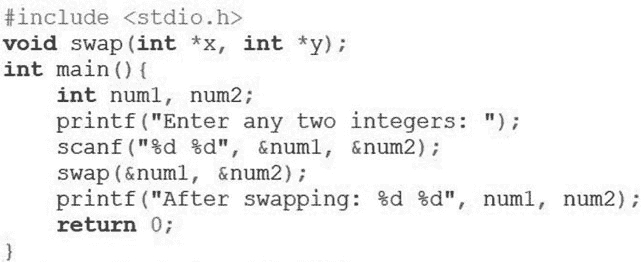 #include <stdio.h>
void swap(int *x, int *y);
int main(){
    int num1, num2;
    printf("Enter any two integers: ");
    scanf("%d %d", &num1, &num2);
    swap(&num1, &num2);
    printf("After swapping: %d %d", num1, num2);
    return 0;
}